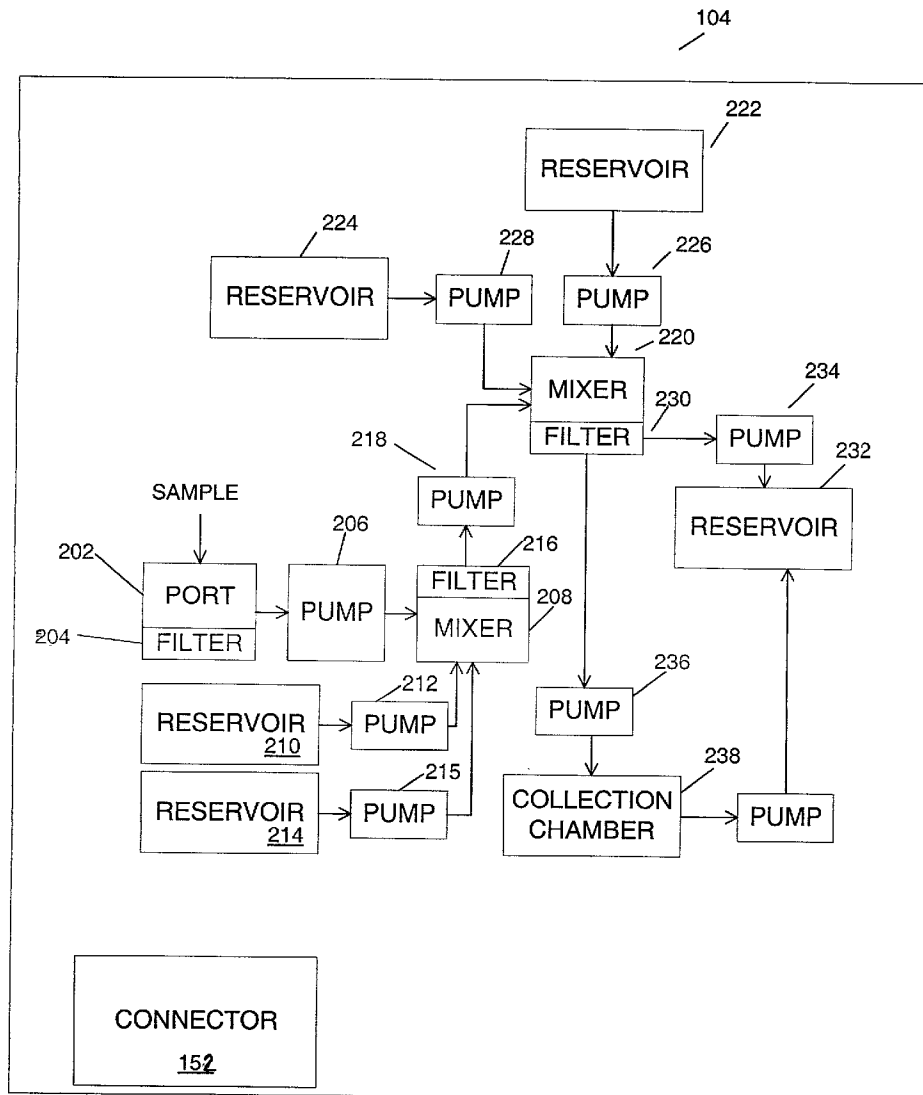 104
222
RESERVOIR
224
228
226
RESERVOIR
PUMP
PUMP
220
MIXER
230
234
FILTER
PUMP
218
232
SAMPLE
206
PUMP
RESERVOIR
202
216
PORT
PUMP
FILTER
208
204
FILTER
MIXER
212
236
RESERVOIR
210
PUMP
PUMP
215
238
RESERVOIR
214
PUMP
COLLECTION
CHAMBER
PUMP
CONNECTOR
152